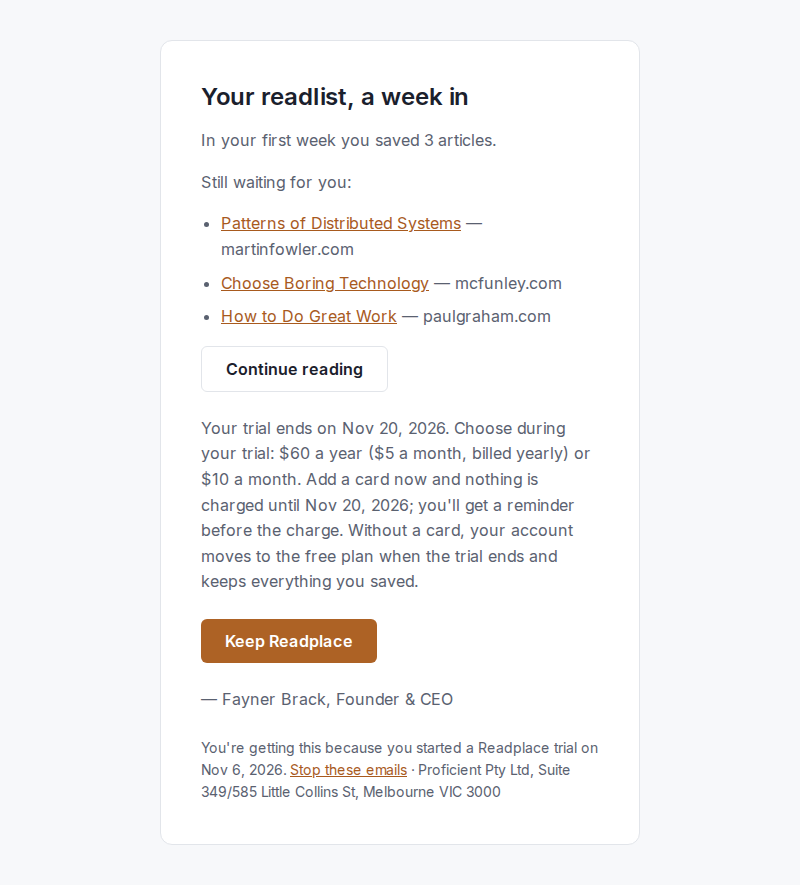 Your readlist, a week in
In your first week you saved 3 articles.
Still waiting for you:
• Patterns of Distributed Systems —
martinfowler.com
• Choose Boring Technology — mcfunley.com
• How to Do Great Work — paulgraham.com
Continue reading
Your trial ends on Nov 20, 2026. Choose during
your trial: $60 a year ($5 a month, billed yearly) or
$10 a month. Add a card now and nothing is
charged until Nov 20, 2026; you'll get a reminder
before the charge. Without a card, your account
moves to the free plan when the trial ends and
keeps everything you saved.
Keep Readplace
— Fayner Brack, Founder & CEO
You're getting this because you started a Readplace trial on
Nov 6, 2026. Stop these emails · Proficient Pty Ltd, Suite
349/585 Little Collins St, Melbourne VIC 3000